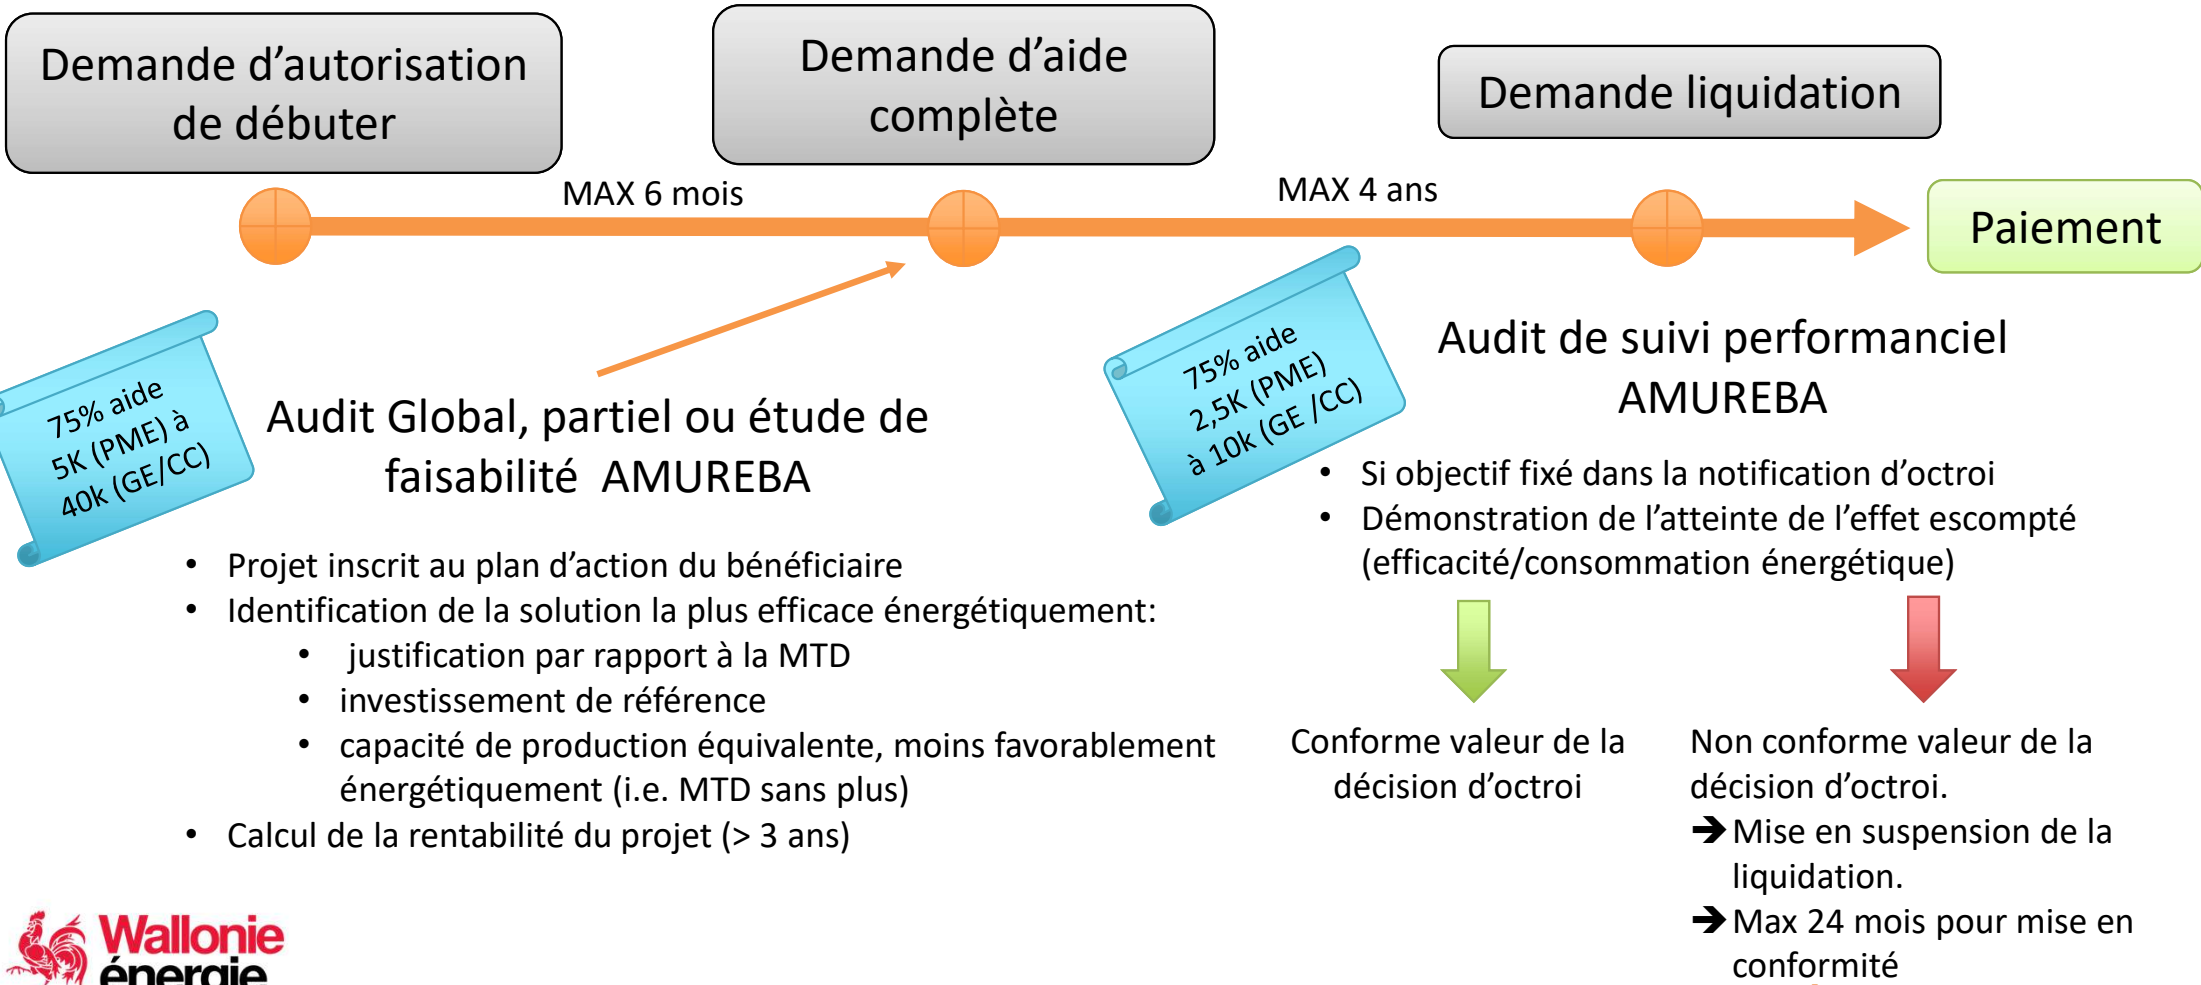 Demande d’autorisation
de débuter
Demande d’aide
complète
Demande liquidation
MAX 6 mois
MAX 4 ans
Paiement
75% aide
5K (PME) à
40k (GE/CC)
Audit Global, partiel ou étude de
faisabilité AMUREBA
• Projet inscrit au plan d’action du bénéficiaire
• Identification de la solution la plus efficace énergétiquement:
• justification par rapport à la MTD
• investissement de référence
• capacité de production équivalente, moins favorablement
énergétiquement (i.e. MTD sans plus)
• Calcul de la rentabilité du projet (> 3 ans)
75% aide
2,5K (PME)
à 10k (GE /CC)
Audit de suivi performanciel
AMUREBA
• Si objectif fixé dans la notification d’octroi
• Démonstration de l’atteinte de l’effet escompté
(efficacité/consommation énergétique)
Conforme valeur de la
décision d’octroi
Non conforme valeur de la
décision d’octroi.
➔ Mise en suspension de la
liquidation.
➔ Max 24 mois pour mise en
conformité
Wallonie
énergie